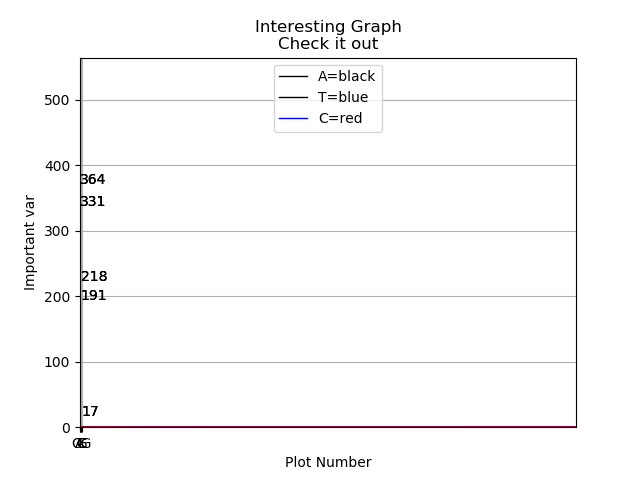 Interesting Graph
Check it out
A=black
T=blue
C=red
500
400
300
200
100
0
364
331
218
191
17
Important var
Plot Number